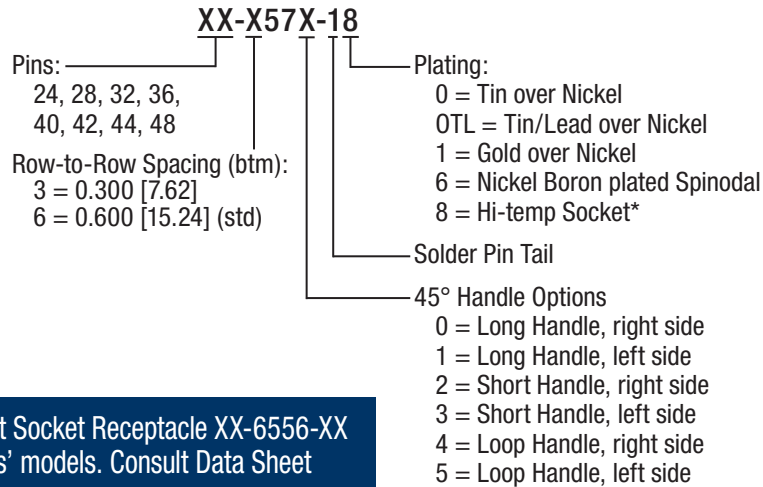 XX-X57X-18
Pins:
24, 28, 32, 36,
40, 42, 44, 48
Row-to-Row Spacing (btm):
3 = 0.300 [7.62]
6 = 0.600 [15.24] (std)
Plating:
0 = Tin over Nickel
OTL = Tin/Lead over Nickel
1 = Gold over Nickel
6 = Nickel Boron plated Spinodal
8 = Hi-temp Socket*
Solder Pin Tail
45° Handle Options
0 = Long Handle, right side
1 = Long Handle, left side
2 = Short Handle, right side
3 = Short Handle, left side
4 = Loop Handle, right side
5 = Loop Handle, left side
Socket Receptacle XX-6556-XX
models. Consult Data Sheet